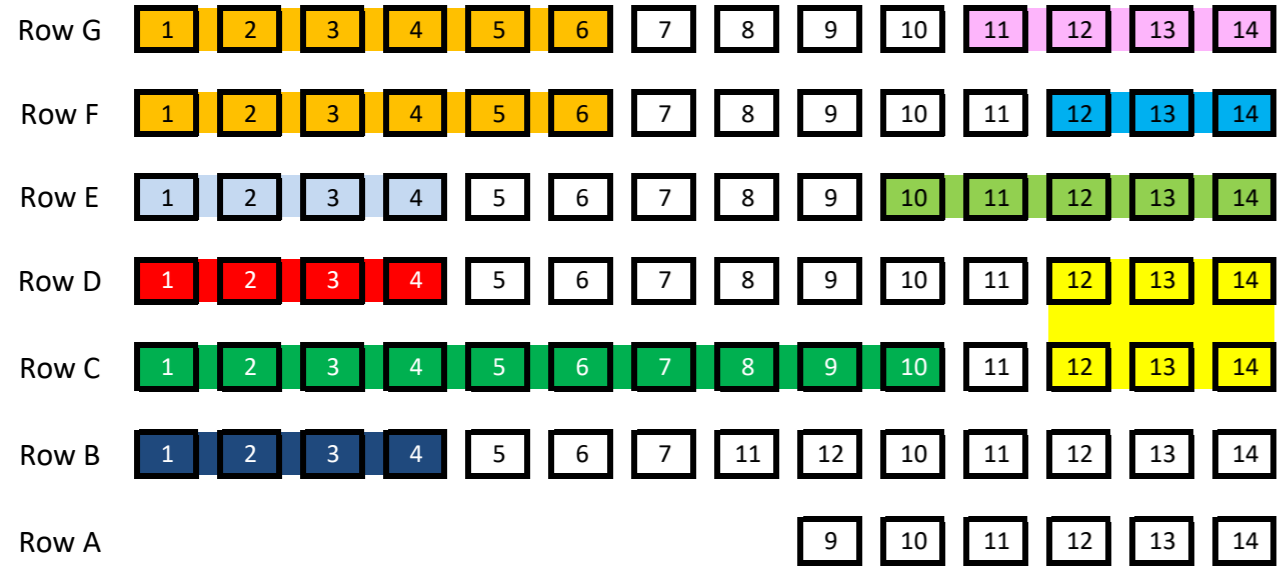 Row G 1 2 3 4 5 6 7 8 9 10 11 12 13 14
Row F 1 2 3 4 5 6 7 8 9 10 11 12 13 14
Row E 1 2 3 4 5 6 7 8 9 10 11 12 13 14
Row D 1 2 3 4 5 6 7 8 9 10 11 12 13 14
Row C 1 2 3 4 5 6 7 8 9 10 11 12 13 14
Row B 1 2 3 4 5 6 7 11 12 10 11 12 13 14
Row A 9 10 11 12 13 14